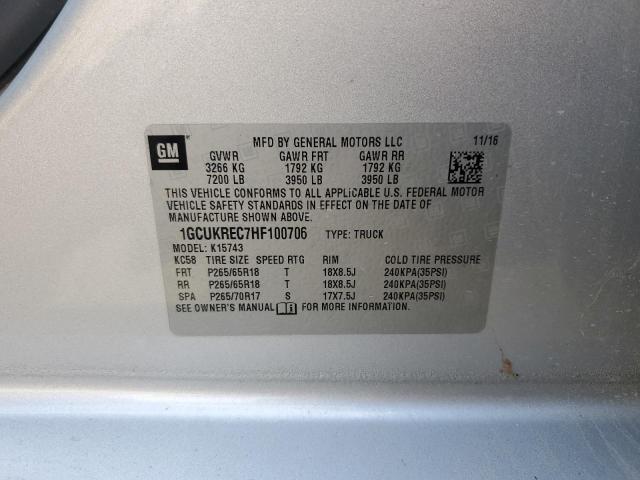 GM
MFD BY GENERAL MOTORS LLC 11/16
GVWR GAWR FRT GAWR RR
3266 KG 1792 KG 1792 KG
7200 LB 3950 LB 3950 LB
THIS VEHICLE CONFORMS TO ALL APPLICABLE U.S. FEDERAL MOTOR
VEHICLE SAFETY STANDARDS IN EFFECT ON THE DATE OF
MANUFACTURE SHOWN ABOVE.
1GCUKREC7HF100706 TYPE: TRUCK
MODEL: K15743
KC58 TIRE SIZE SPEED RTG RIM COLD TIRE PRESSURE
FRT P265/65R18 T 18X8.5J 240KPA(35PSI)
RR P265/65R18 T 18X8.5J 240KPA(35PSI)
SPA P265/70R17 S 17X7.5J 240KPA(35PSI)
SEE OWNER'S MANUAL FOR MORE INFORMATION.